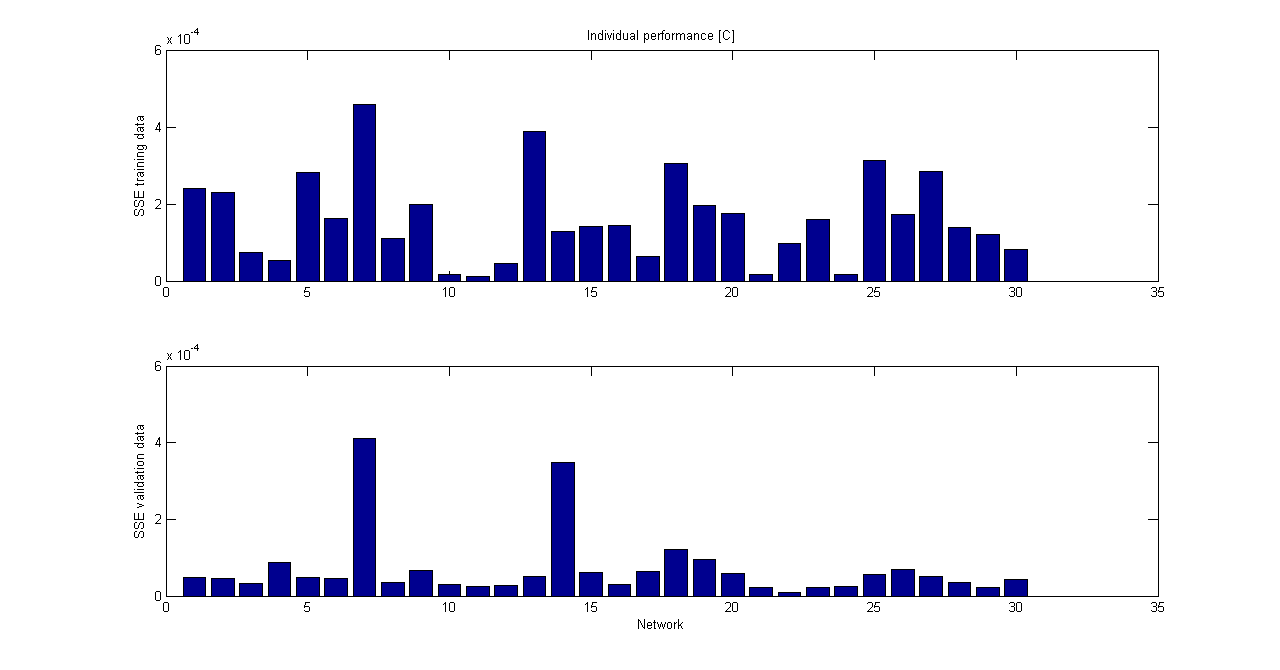 Individual performance [C]
x 10-4
6
4
2
0
SSE training data
0 5 10 15 20 25 30 35
x 10-4
6
4
2
0
SSE validation data
0 5 10 15 20 25 30 35
Network